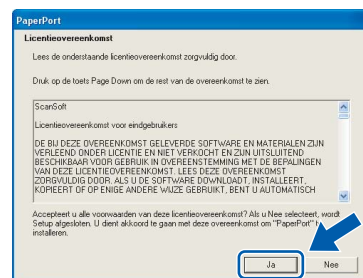 PaperPort
Licentieovereenkomst
Lees de onderstaande licentieovereenkomst zorgvuldig door.
Druk op de toets Page Down om de rest van de overeenkomst te zien.
ScanSoft
Licentieovereenkomst voor eindgebruikers
DE BIJ DEZE OVEREENKOMST GELEVERDE SOFTWARE EN MATERIALEN ZIJN
VERLEEND ONDER LICENTIE EN NIET VERKOCHT EN ZIJN UITSLUITEND
BESCHIKBAAR VOOR GEBRUIK IN OVEREENSTEMMING MET DE BEPALINGEN
VAN DEZE LICENTIEOVEREENKOMST. LEES DEZE OVEREENKOMST
ZORGVULDIG DOOR. ALS U DE SOFTWARE DOWNLOADT, INSTALLEERT,
KOPIEERT OF OP ENIGE ANDERE WIJZE GEBRUIKT, BENT U AUTOMATISCH
Accepteert u alle voorwaarden van deze licentieovereenkomst? Als u Nee selecteert, wordt
Setup afgesloten. U dient akkoord te gaan met deze overeenkomst om "PaperPort"
installeren.
Ja
Nee